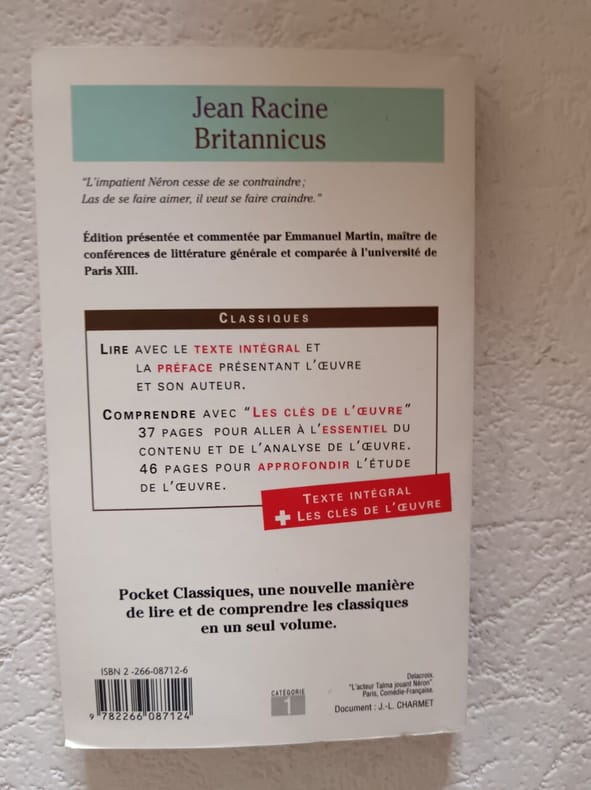 Jean Racine
Britannicus
"L'impatient Néron cesse de se contraindre;
Las de se faire aimer, il veut se faire craindre."
Édition présentée et commentée par Emmanuel Martin, maître de
conférences de littérature générale et comparée à l'université de
Paris XIII.
CLASSIQUES
LIRE AVEC LE TEXTE INTÉGRAL ET
LA PRÉFACE PRÉSENTANT L'ŒUVRE
ET SON AUTEUR.
COMPRENDRE AVEC "LES CLÉS DE L'ŒUVRE"
37 PAGES POUR ALLER À L'ESSENTIEL DU
CONTENU ET DE L'ANALYSE DE L'ŒUVRE.
46 PAGES POUR APPROFONDIR L'ÉTUDE
DE L'ŒUVRE.
TEXTE INTÉGRAL
+ LES CLÉS DE L'ŒUVRE
Pocket Classiques, une nouvelle manière
de lire et de comprendre les classiques
en un seul volume.
ISBN 2-266-08712-6
9 782266 087124
CATÉGORIE
1
Delacroix
"L'acteur Talma jouant Néron"
Paris, Comédie-Française.
Document : J.-L. CHARMET